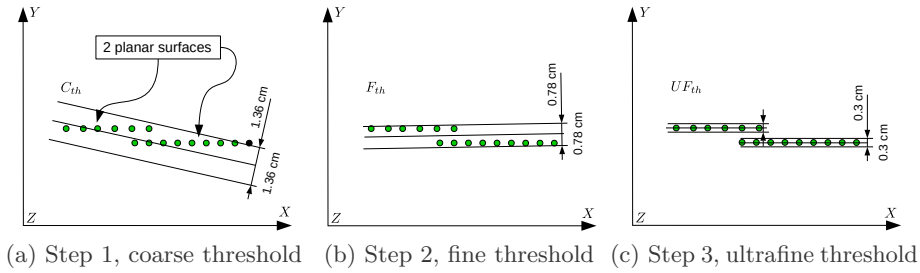 Y
2 planar surfaces
C_th
1.36 cm
1.36 cm
Z
X
(a) Step 1, coarse threshold
Y
F_th
0.78 cm
0.78 cm
Z
X
(b) Step 2, fine threshold
Y
UF_th
0.3 cm
0.3 cm
Z
X
(c) Step 3, ultrafine threshold